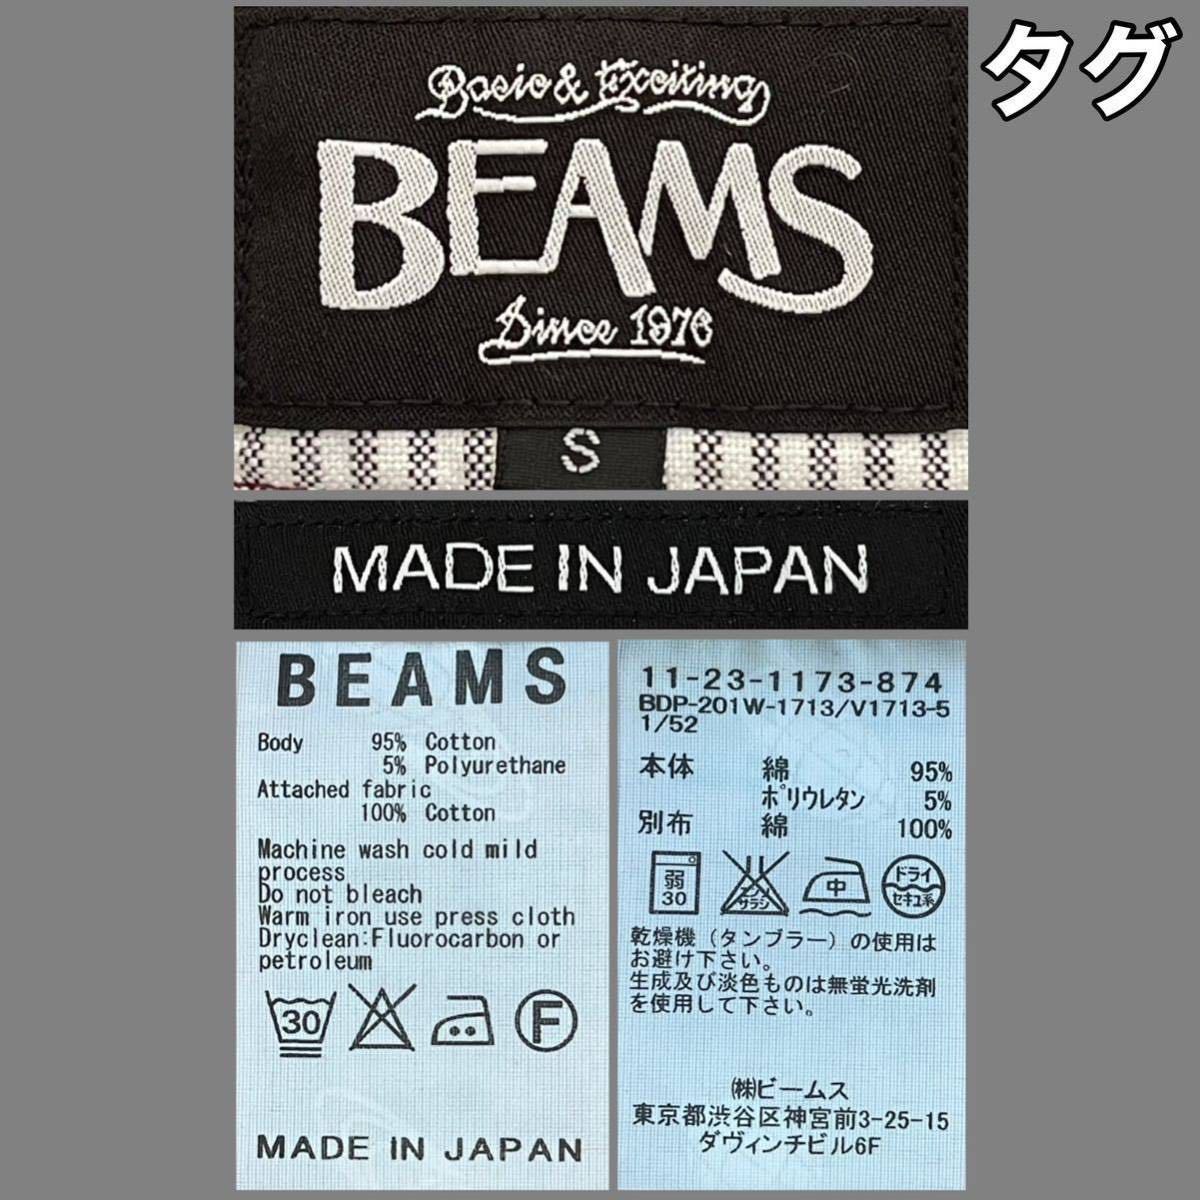 タグ
Basic & Exciting
BEAMS
Since 1976
S
MADE IN JAPAN
BEAMS
Body 95% Cotton
5% Polyurethane
Attached fabric
100% Cotton
Machine wash cold mild
process
Do not bleach
Warm iron use press cloth
Dryclean:Fluorocarbon or
petroleum
30
F
MADE IN JAPAN
11-23-1173-874
BDP-201W-1713/V1713-5
1/52
本体 綿 95%
ポリウレタン 5%
別布 綿 100%
弱
30
エンソ
サラシ
中
ドライ
セキユ系
乾燥機（タンブラー）の使用は
お避け下さい。
生成及び淡色ものは無蛍光洗剤
を使用して下さい。
㈱ビームス
東京都渋谷区神宮前3-25-15
ダヴィンチビル6F